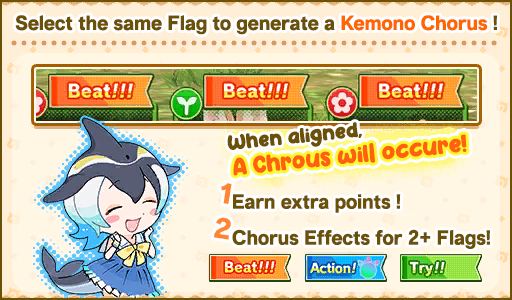 Select the same Flag to generate a Kemono Chorus !
Beat!!! Beat!!! Beat!!!
When aligned,
A Chrous will occure!
1 Earn extra points !
2 Chorus Effects for 2+ Flags!
Beat!!! Action! Try!!